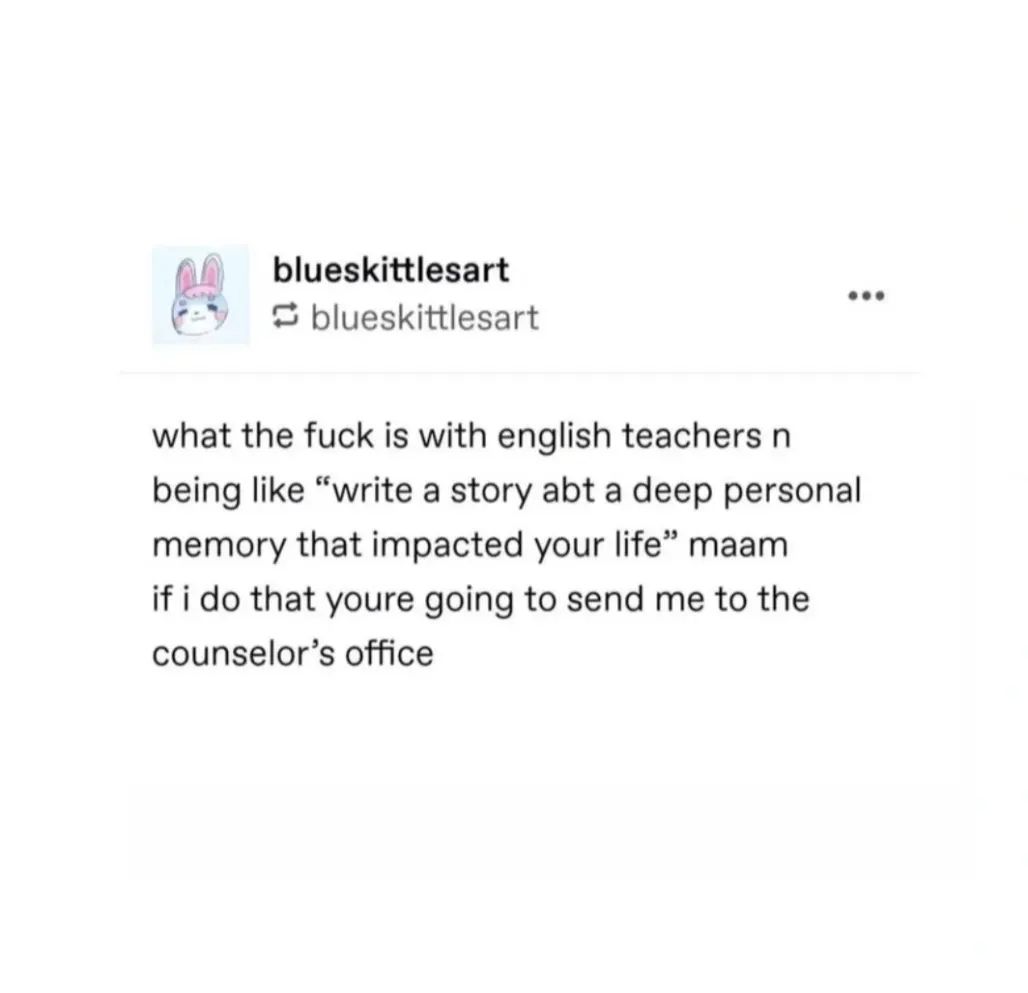 blueskittlesart
blueskittlesart
what the fuck is with english teachers n
being like “write a story abt a deep personal
memory that impacted your life” maam
if i do that youre going to send me to the
counselor’s office